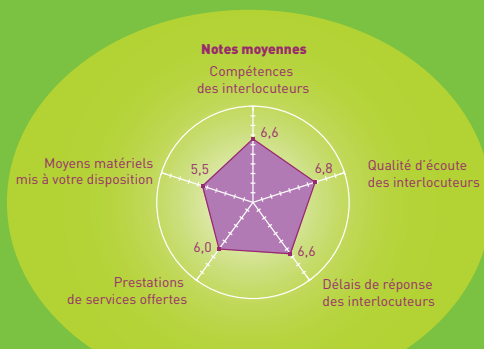 Notes moyennes
Compétences
des interlocuteurs
6,6
6,8
Qualité d'écoute
des interlocuteurs
6,6
Délais de réponse
des interlocuteurs
6,0
Prestations
de services offertes
5,5
Moyens matériels
mis à votre disposition